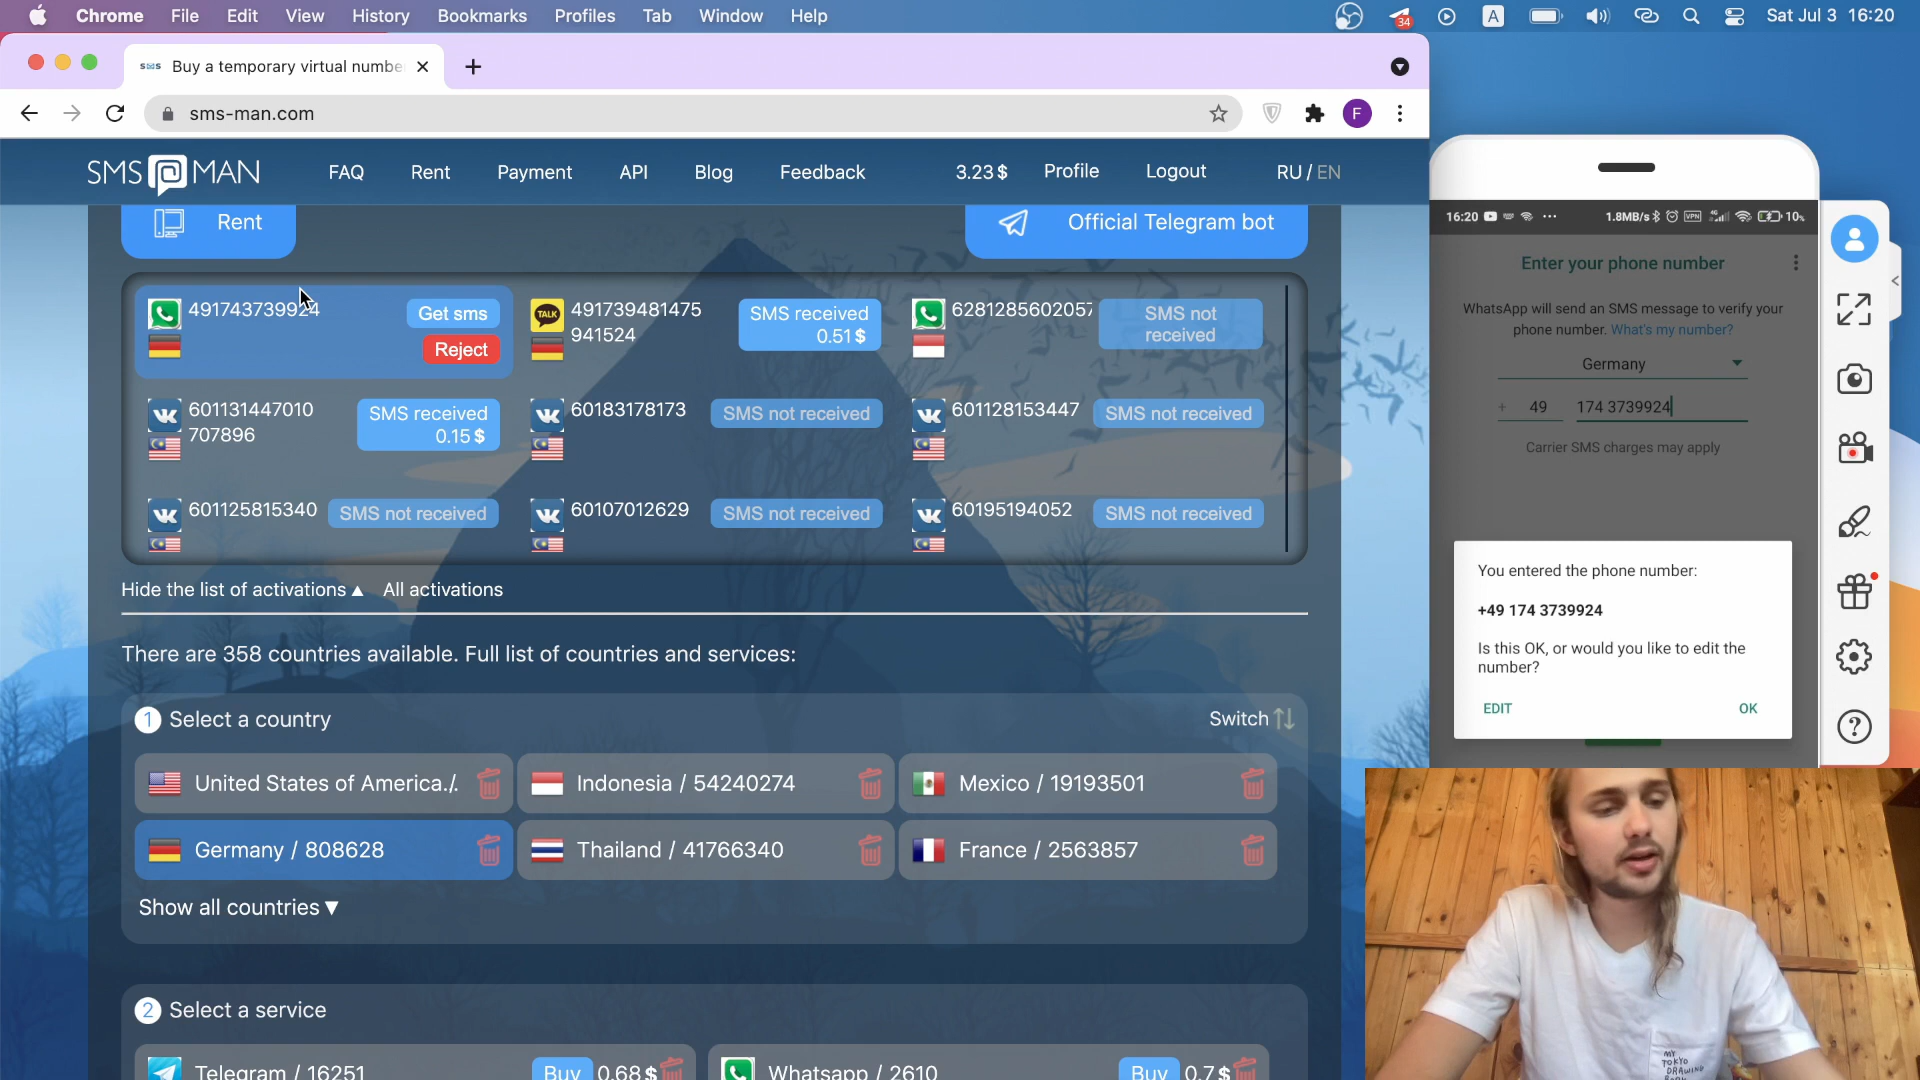 Chrome File Edit View History Bookmarks Profiles Tab Window Help
34
A
Sat Jul 3 16:20
SMS Buy a temporary virtual numbe
sms-man.com
F
SMS MAN
FAQ Rent Payment API Blog Feedback 3.23 $ Profile Logout RU / EN
Rent
Official Telegram bot
491743739924
Get sms
Reject
TALK
491739481475
941524
SMS received
0.51 $
6281285602057
SMS not
received
601131447010
707896
SMS received
0.15 $
60183178173
SMS not received
601128153447
SMS not received
601125815340
SMS not received
60107012629
SMS not received
60195194052
SMS not received
Hide the list of activations ▲ All activations
There are 358 countries available. Full list of countries and services:
1 Select a country
Switch
United States of America./.
Indonesia / 54240274
Mexico / 19193501
Germany / 808628
Thailand / 41766340
France / 2563857
Show all countries ▼
2 Select a service
Telegram / 16251
Buy 0.68 $
Whatsapp / 2610
Buy 0.7 $
16:20
1.8MB/s
VPN
10%
Enter your phone number
WhatsApp will send an SMS message to verify your
phone number. What's my number?
Germany
+ 49 174 3739924
Carrier SMS charges may apply
You entered the phone number:
+49 174 3739924
Is this OK, or would you like to edit the
number?
EDIT
OK
MY
TOKYO
DRAWING
BOOK